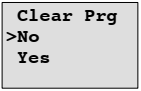 Clear Prg
>No
Yes